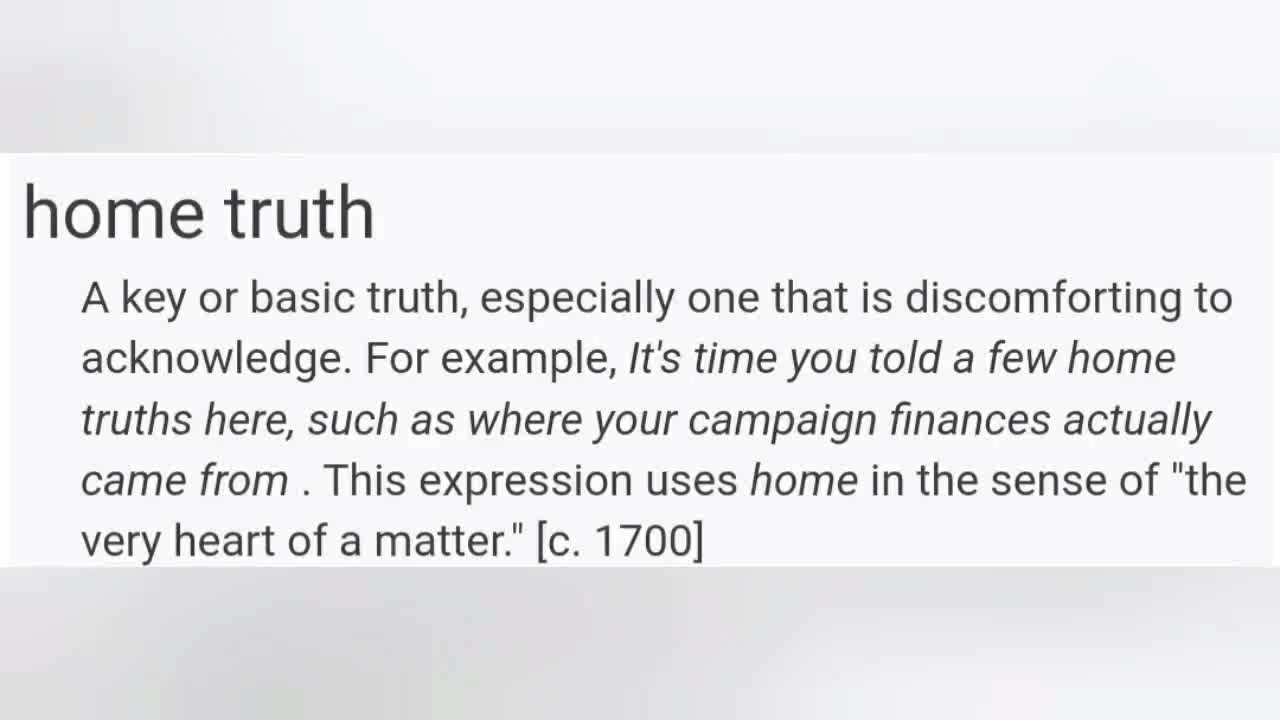 home truth
A key or basic truth, especially one that is discomforting to
acknowledge. For example, It's time you told a few home
truths here, such as where your campaign finances actually
came from . This expression uses home in the sense of "the
very heart of a matter." [c. 1700]